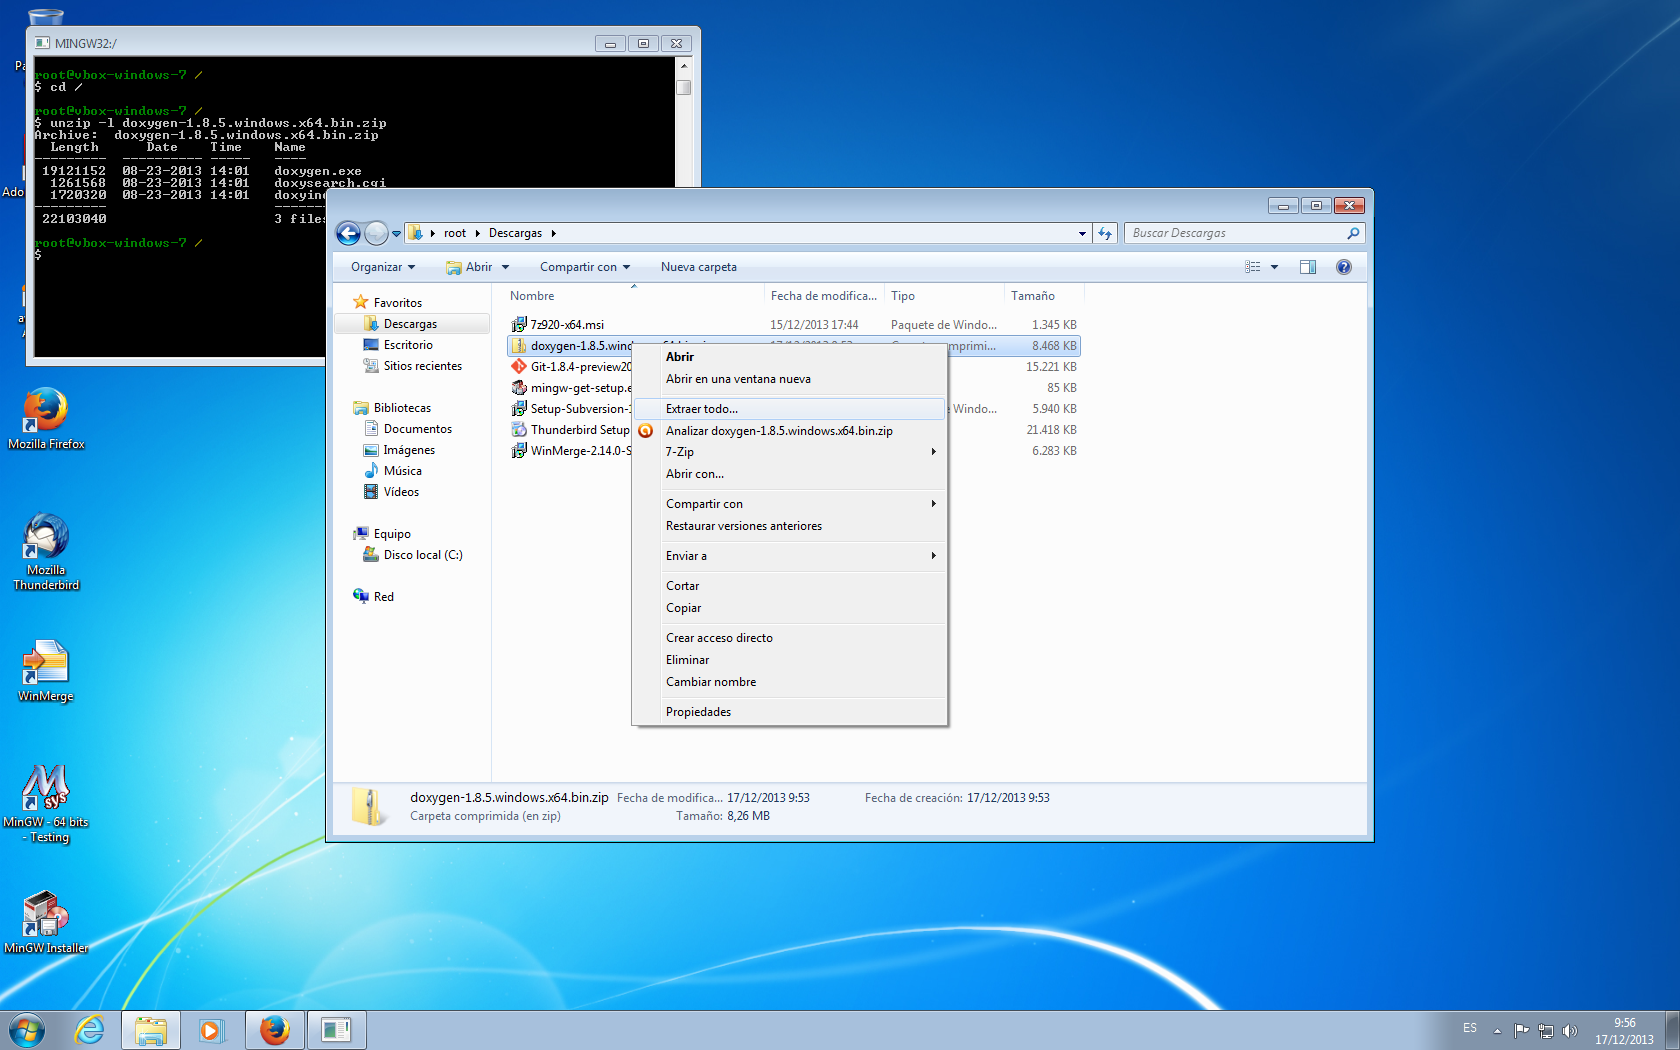 Pa
MINGW32:/
root@vbox-windows-7 /
$ cd /
root@vbox-windows-7 /
$ unzip -l doxygen-1.8.5.windows.x64.bin.zip
Archive:  doxygen-1.8.5.windows.x64.bin.zip
Length Date Time Name
--------- ---------- ----- ----
19121152 08-23-2013 14:01 doxygen.exe
1261568 08-23-2013 14:01 doxysearch.cgi
1720320 08-23-2013 14:01 doxyind
--------- -------
22103040 3 files
root@vbox-windows-7 /
$
Ado
Mozilla Firefox
Mozilla
Thunderbird
WinMerge
MinGW - 64 bits
- Testing
MinGW Installer
root Descargas
Buscar Descargas
Organizar Abrir Compartir con Nueva carpeta
Favoritos
Descargas
Escritorio
Sitios recientes
Bibliotecas
Documentos
Imágenes
Música
Vídeos
Equipo
Disco local (C:)
Red
Nombre Fecha de modifica... Tipo Tamaño
7z920-x64.msi 15/12/2013 17:44 Paquete de Windo... 1.345 KB
doxygen-1.8.5.wind 8.468 KB
Git-1.8.4-preview20 15.221 KB
mingw-get-setup.e 85 KB
Setup-Subversion-1 Windo... 5.940 KB
Thunderbird Setup 21.418 KB
WinMerge-2.14.0-S 6.283 KB
Abrir
Abrir en una ventana nueva
Extraer todo...
Analizar doxygen-1.8.5.windows.x64.bin.zip
7-Zip
Abrir con...
Compartir con
Restaurar versiones anteriores
Enviar a
Cortar
Copiar
Crear acceso directo
Eliminar
Cambiar nombre
Propiedades
doxygen-1.8.5.windows.x64.bin.zip Fecha de modifica... 17/12/2013 9:53 Fecha de creación: 17/12/2013 9:53
Carpeta comprimida (en zip) Tamaño: 8,26 MB
ES
9:56
17/12/2013